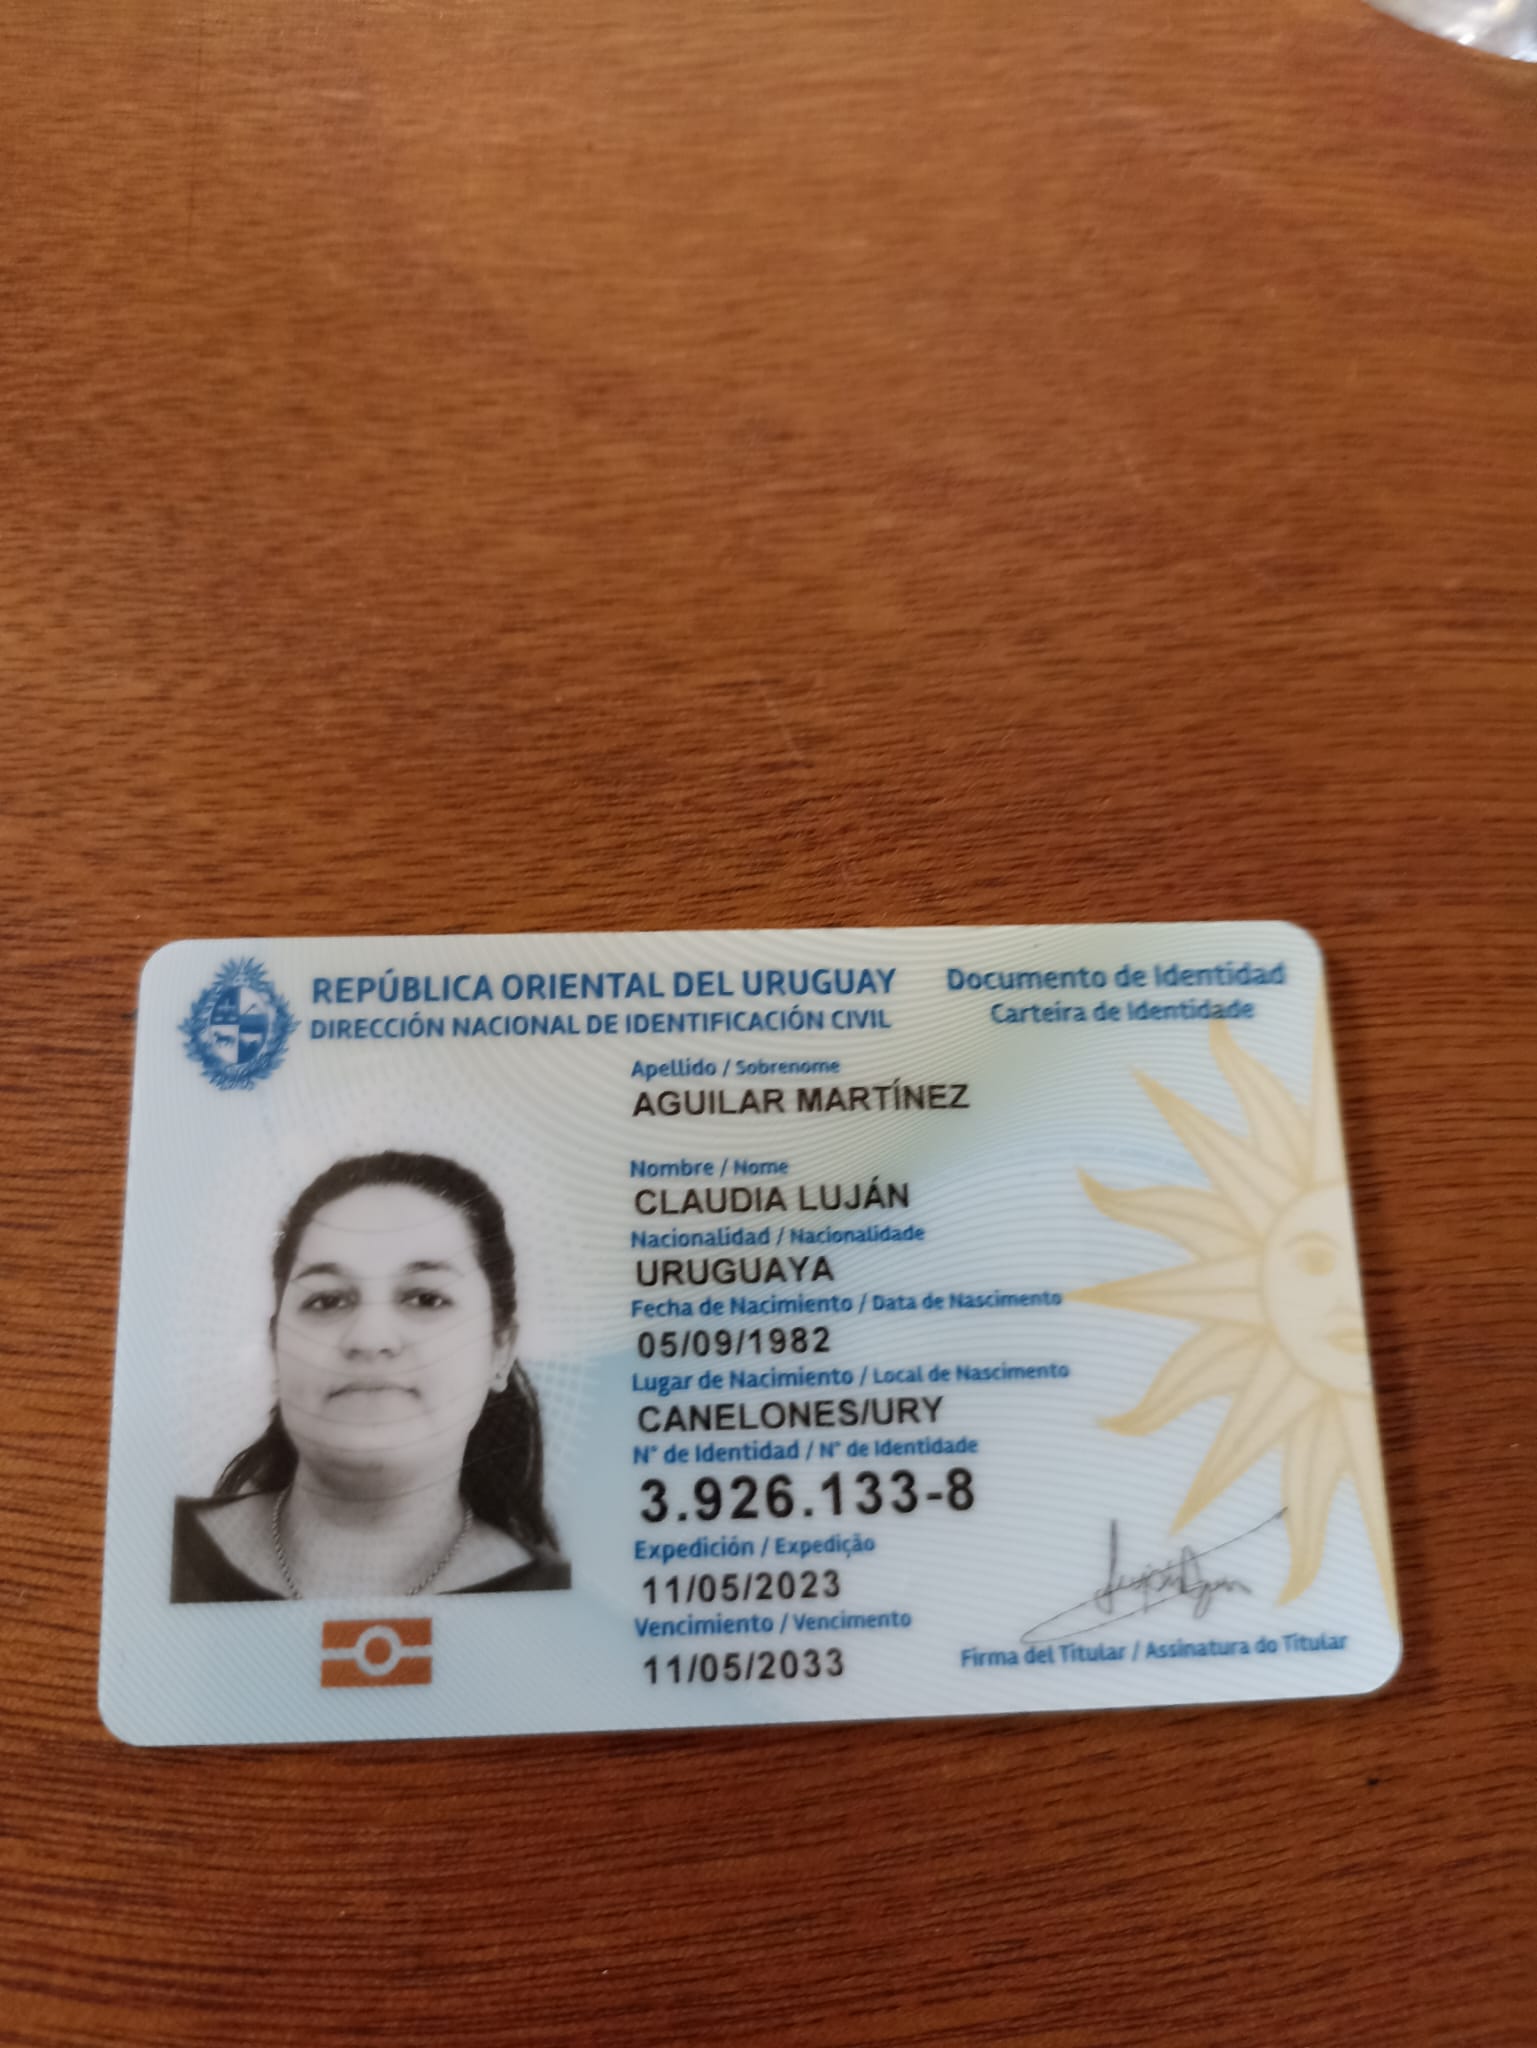 REPÚBLICA ORIENTAL DEL URUGUAY
DIRECCIÓN NACIONAL DE IDENTIFICACIÓN CIVIL
Documento de Identidad
Carteira de Identidade
Apellido / Sobrenome
AGUILAR MARTÍNEZ
Nombre / Nome
CLAUDIA LUJÁN
Nacionalidad / Nacionalidade
URUGUAYA
Fecha de Nacimiento / Data de Nascimento
05/09/1982
Lugar de Nacimiento / Local de Nascimento
CANELONES/URY
N° de Identidad / N° de Identidade
3.926.133-8
Expedición / Expedição
11/05/2023
Vencimiento / Vencimento
11/05/2033
Firma del Titular / Assinatura do Titular